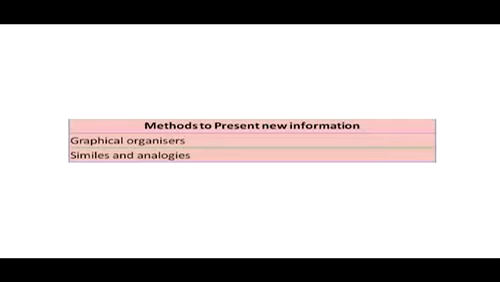 Methods to Present new information
Graphical organisers
Similes and analogies